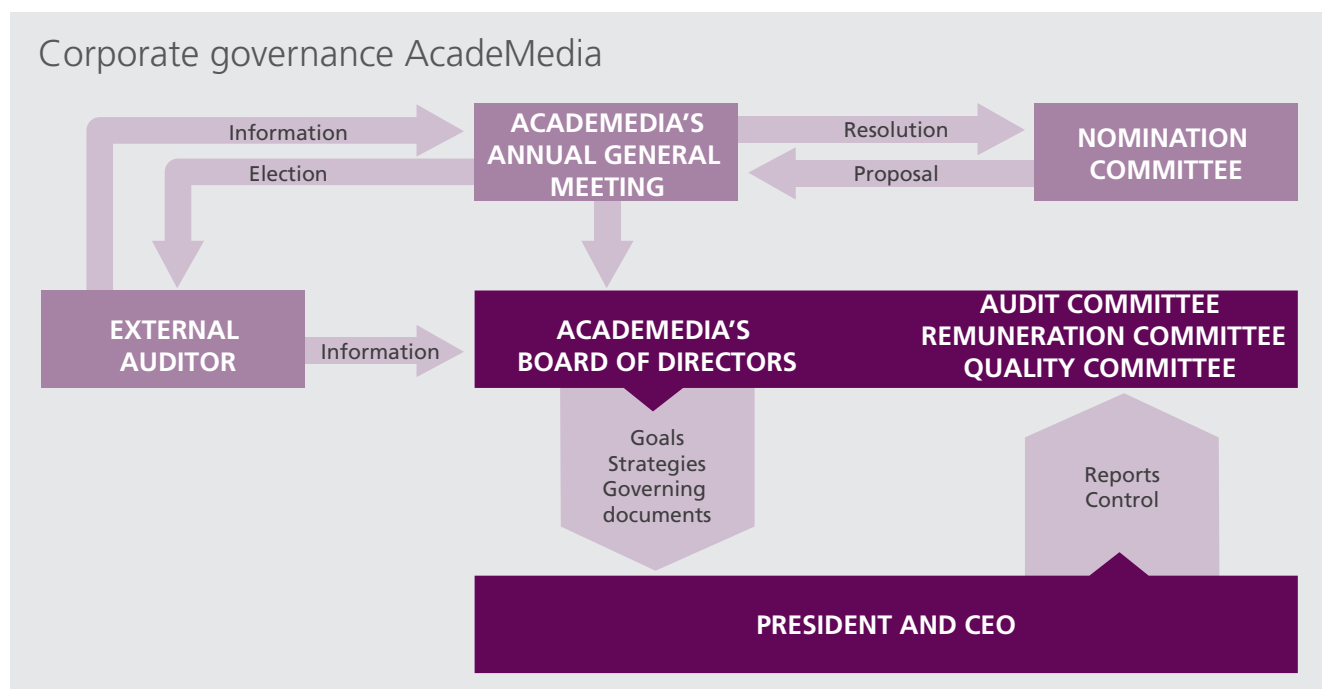 Corporate governance AcadeMedia
Information
Election
ACADEMEDIA'S
ANNUAL GENERAL
MEETING
Resolution
Proposal
NOMINATION
COMMITTEE
EXTERNAL
AUDITOR
Information
ACADEMEDIA'S
BOARD OF DIRECTORS
AUDIT COMMITTEE
REMUNERATION COMMITTEE
QUALITY COMMITTEE
Goals
Strategies
Governing
documents
Reports
Control
PRESIDENT AND CEO